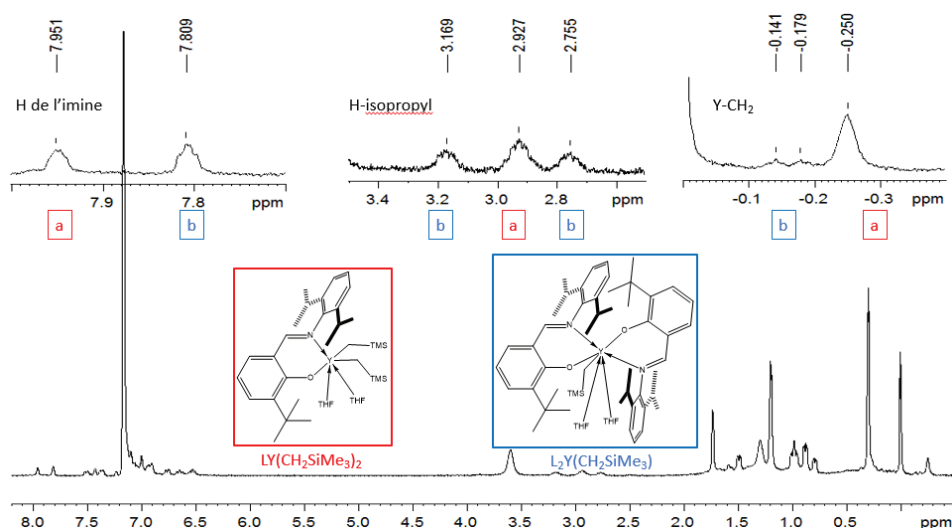 7.951
7.809
3.169
2.927
2.755
-0.141
-0.179
-0.250
H de l'imine
H-isopropyl
Y-CH2
7.9
7.8
ppm
3.4
3.2
3.0
2.8
ppm
-0.1
-0.2
-0.3
ppm
a
b
b
a
b
b
a
N
Y
O
TMS
TMS
THF
THF
LY(CH2SiMe3)2
N
O
Y
O
N
TMS
THF
THF
L2Y(CH2SiMe3)
8.0
7.5
7.0
6.5
6.0
5.5
5.0
4.5
4.0
3.5
3.0
2.5
2.0
1.5
1.0
0.5
0
ppm